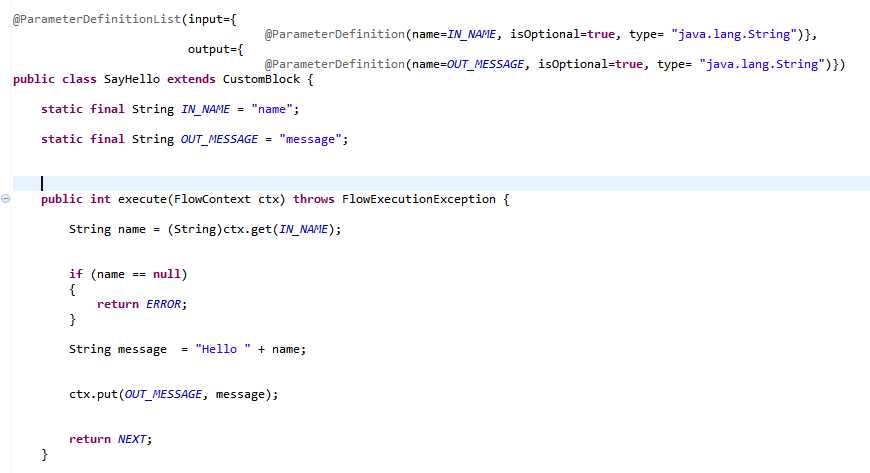 @ParameterDefinitionList(input={
@ParameterDefinition(name=IN_NAME, isOptional=true, type= "java.lang.String")},
output={
@ParameterDefinition(name=OUT_MESSAGE, isOptional=true, type= "java.lang.String")})
public class SayHello extends CustomBlock {
static final String IN_NAME = "name";
static final String OUT_MESSAGE = "message";
public int execute(FlowContext ctx) throws FlowExecutionException {
String name = (String)ctx.get(IN_NAME);
if (name == null)
{
return ERROR;
}
String message  = "Hello " + name;
ctx.put(OUT_MESSAGE, message);
return NEXT;
}